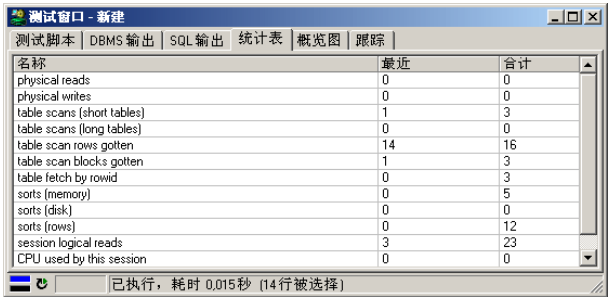 测试窗口 - 新建
测试脚本 DBMS 输出 SQL 输出 统计表 概览图 跟踪
名称 最近 合计
physical reads 0 0
physical writes 0 0
table scans (short tables) 1 3
table scans (long tables) 0 0
table scan rows gotten 14 16
table scan blocks gotten 1 3
table fetch by rowid 0 3
sorts (memory) 0 5
sorts (disk) 0 0
sorts (rows) 0 12
session logical reads 3 23
CPU used by this session 0 0
已执行，耗时 0,015秒 (14行被选择)